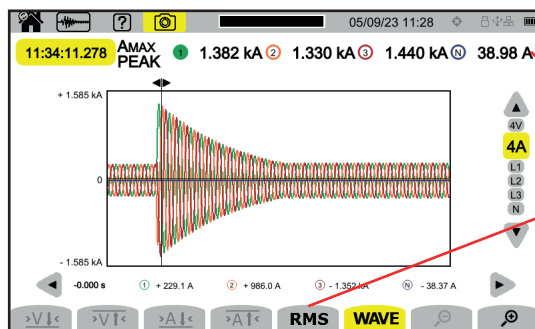 ? 05/09/23 11:28
11:34:11.278 AMAX PEAK 1 1.382 kA 2 1.330 kA 3 1.440 kA N 38.98 A
+ 1.585 kA
0
- 1.585 kA
4V
4A
L1
L2
L3
N
-0.000 s 1 + 229.1 A 2 + 986.0 A 3 - 1.352 kA N - 38.37 A
>V↓< >V↑< >A↓< >A↑< RMS WAVE